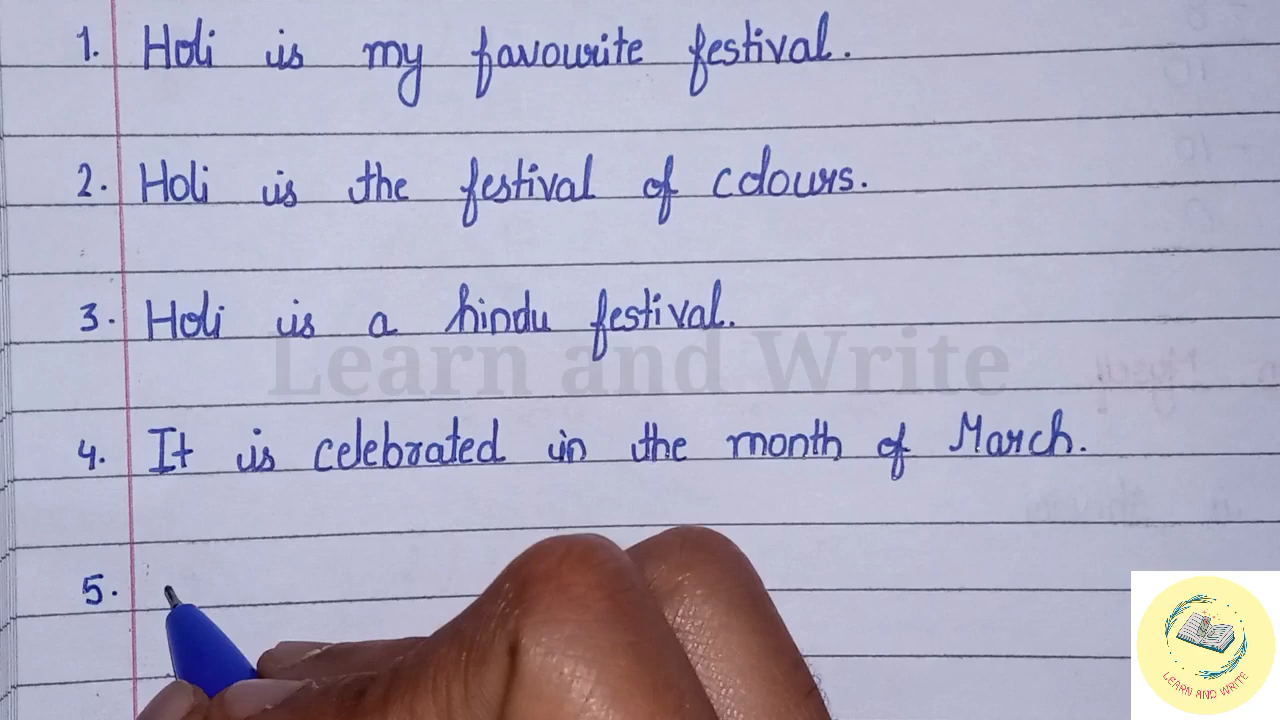 1. Holi is my favourite festival.
2. Holi is the festival of colours.
3. Holi is a hindu festival.
Learn and Write
4. It is celebrated in the month of March.
5.
LEARN AND WRITE